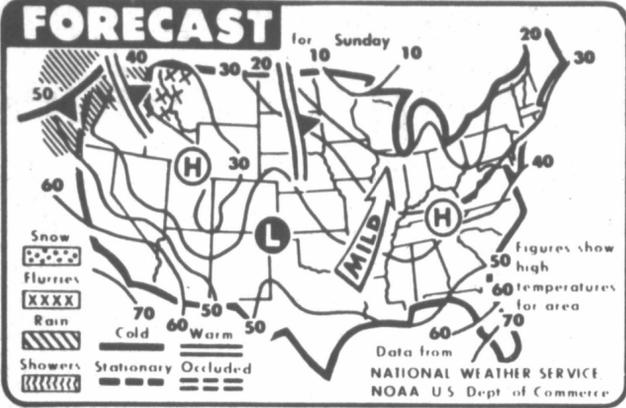 FORECAST
for Sunday
50 40 30 20 10 10 20 30
H 30
60
40
L MILD H
Snow
Flurries
XXXX
Rain
Showers
70 60 50 50
Cold Warm
Stationary Occluded
Figures show
50 high
60 temperatures
for area
60 70
Data from
NATIONAL WEATHER SERVICE
NOAA U S Dept of Commerce